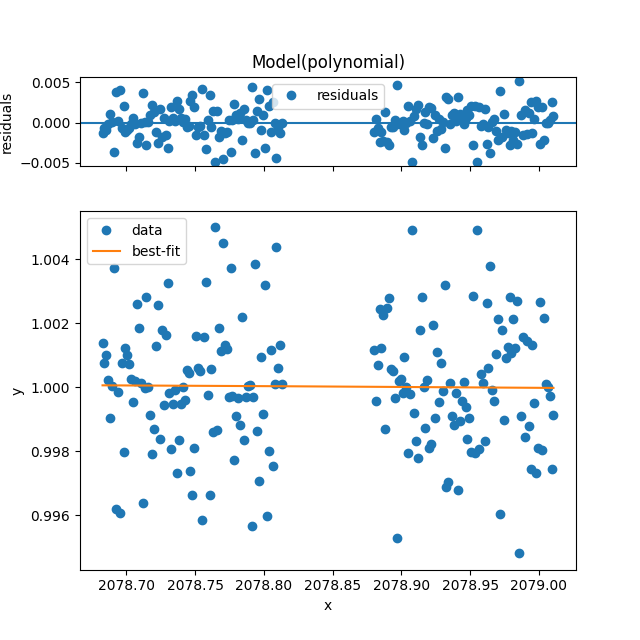 Model(polynomial)
0.005
0.000
−0.005
residuals
residuals
data
best-fit
1.004
1.002
1.000
0.998
0.996
y
2078.70 2078.75 2078.80 2078.85 2078.90 2078.95 2079.00
x